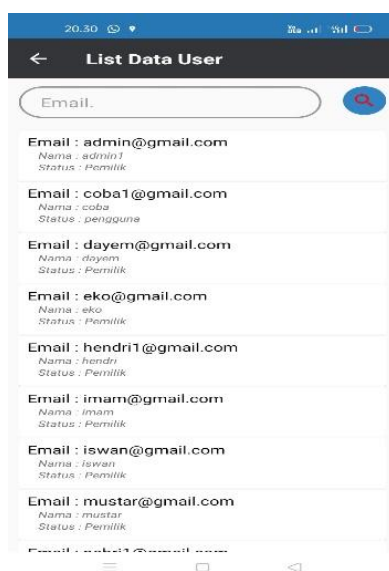 20.30
List Data User
Email.
Email : admin@gmail.com
Nama : admin1
Status : Pemilik
Email : coba1@gmail.com
Nama : coba
Status : pengguna
Email : dayem@gmail.com
Nama : dayem
Status : Pemilik
Email : eko@gmail.com
Nama : eko
Status : Pemilik
Email : hendri1@gmail.com
Nama : hendri
Status : Pemilik
Email : imam@gmail.com
Nama : imam
Status : Pemilik
Email : iswan@gmail.com
Nama : iswan
Status : Pemilik
Email : mustar@gmail.com
Nama : mustar
Status : Pemilik